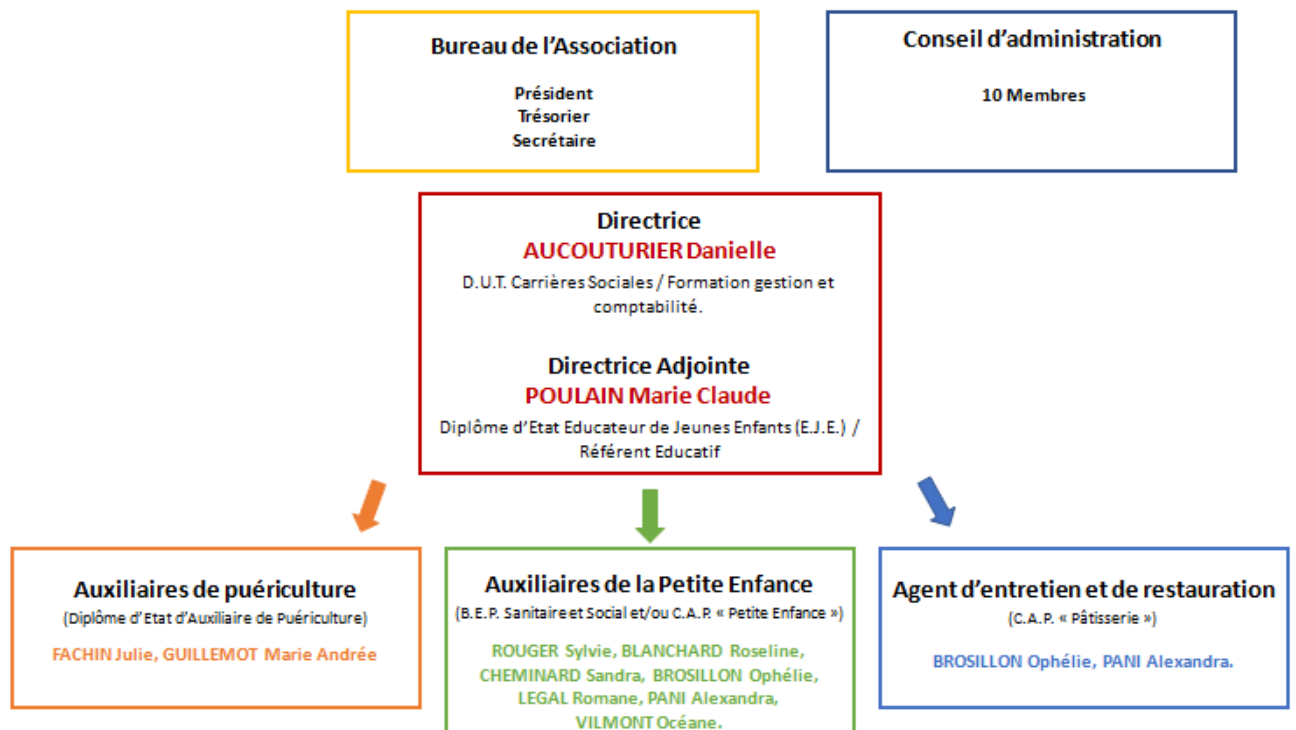 Bureau de l’Association
Président
Trésorier
Secrétaire
Conseil d’administration
10 Membres
Directrice
AUCOUTURIER Danielle
D.U.T. Carrières Sociales / Formation gestion et
comptabilité.
Directrice Adjointe
POULAIN Marie Claude
Diplôme d’Etat Educateur de Jeunes Enfants (E.J.E.) /
Référent Educatif
Auxiliaires de puériculture
(Diplôme d’Etat d’Auxiliaire de Puériculture)
FACHIN Julie, GUILLEMOT Marie Andrée
Auxiliaires de la Petite Enfance
(B.E.P. Sanitaire et Social et/ou C.A.P. « Petite Enfance »)
ROUGER Sylvie, BLANCHARD Roseline,
CHEMINARD Sandra, BROSILLON Ophélie,
LEGAL Romane, PANI Alexandra,
VILMONT Océane.
Agent d’entretien et de restauration
(C.A.P. « Pâtisserie »)
BROSILLON Ophélie, PANI Alexandra.